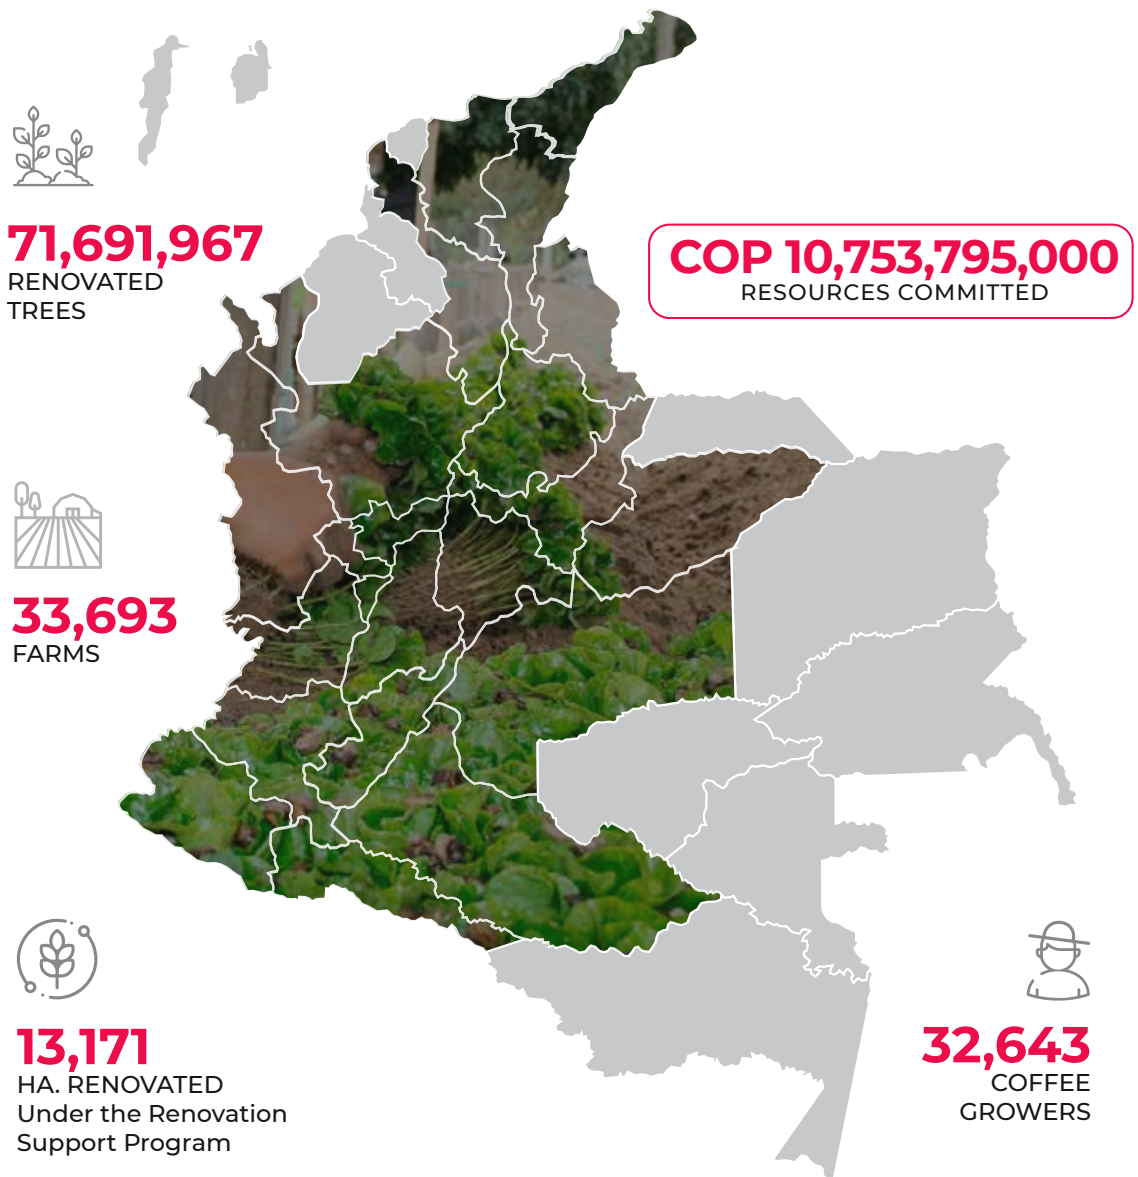 71,691,967
RENOVATED
TREES
COP 10,753,795,000
RESOURCES COMMITTED
33,693
FARMS
13,171
HA. RENOVATED
Under the Renovation
Support Program
32,643
COFFEE
GROWERS